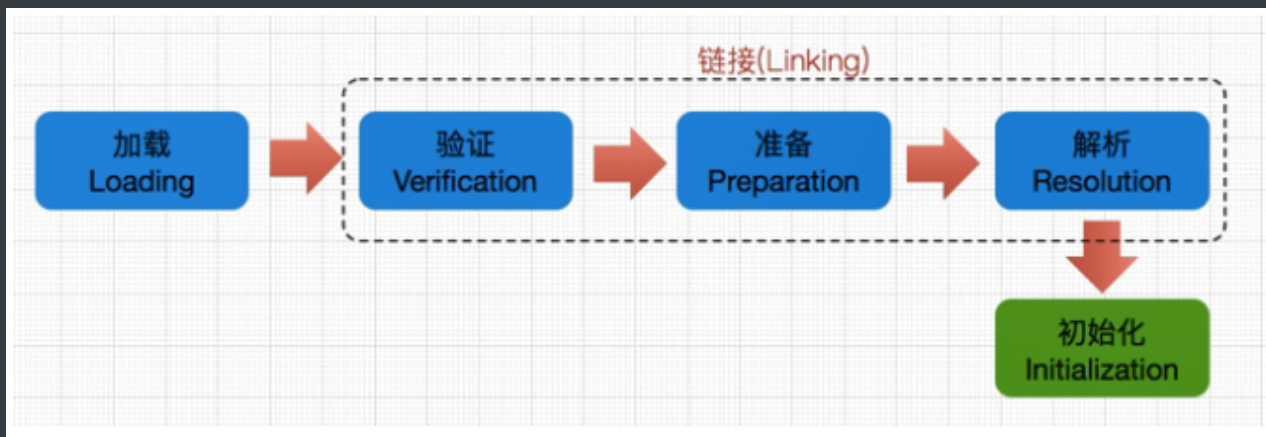 链接(Linking)
加载
Loading
验证
Verification
准备
Preparation
解析
Resolution
初始化
Initialization